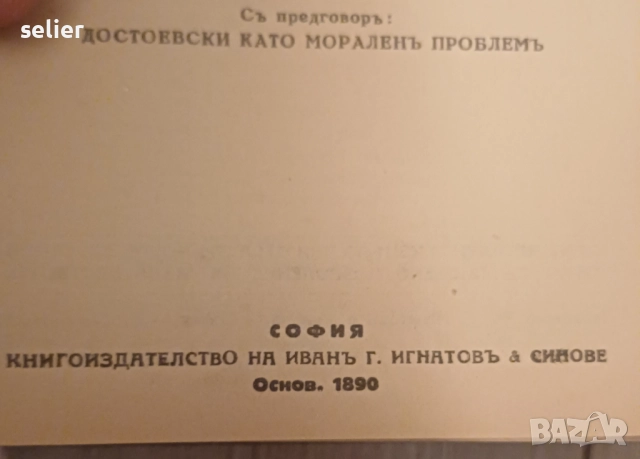 selier
Съ предговоръ:
ДОСТОЕВСКИ КАТО МОРАЛЕНЪ ПРОБЛЕМЪ
СОФИЯ
КНИГОИЗДАТЕЛСТВО НА ИВАНЪ Г. ИГНАТОВЪ & СИНОВЕ
Основ. 1890
BAZAR